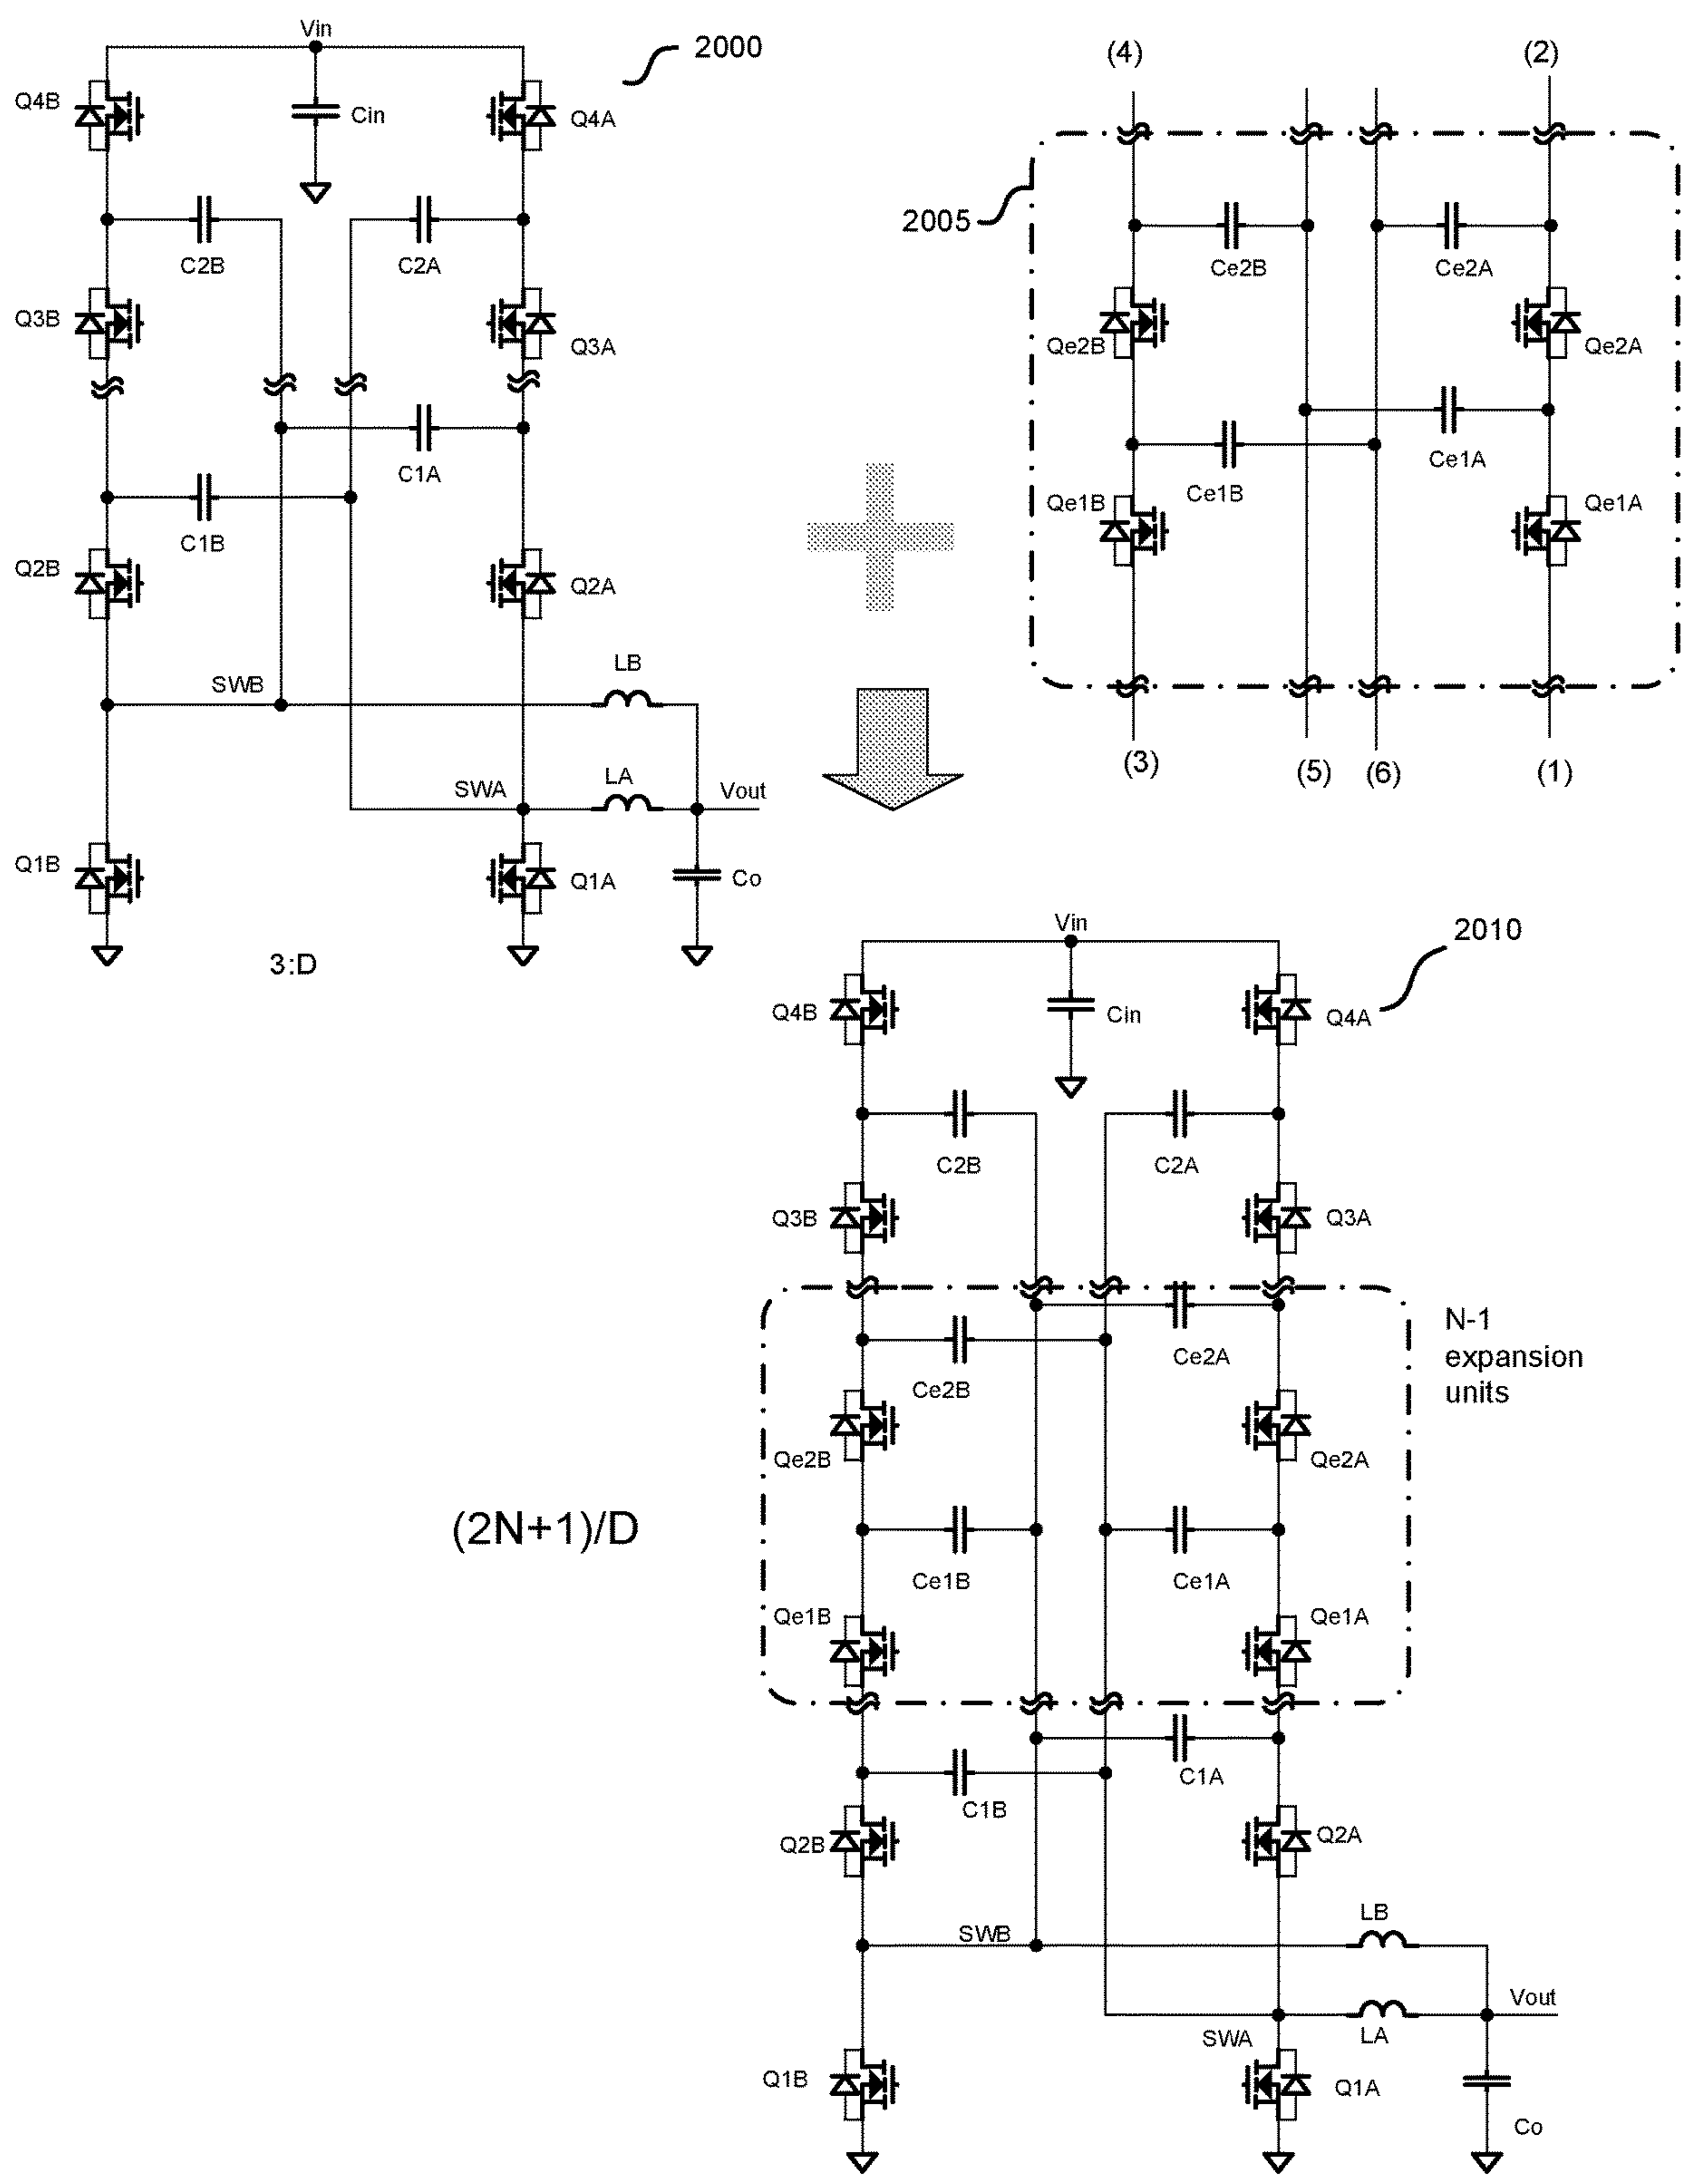 Vin
2000
Q4B
Cin
Q4A
C2B
C2A
Q3B
Q3A
C1A
C1B
Q2B
Q2A
LB
SWB
LA
SWA
Vout
Q1B
Q1A
Co
3:D
(4)
(2)
2005
Ce2B
Ce2A
Qe2B
Qe2A
Ce1A
Ce1B
Qe1B
Qe1A
(3)
(5)
(6)
(1)
Vin
2010
Q4B
Cin
Q4A
C2B
C2A
Q3B
Q3A
N-1
expansion
units
Ce2A
Ce2B
Qe2B
Qe2A
(2N+1)/D
Ce1B
Ce1A
Qe1B
Qe1A
C1A
C1B
Q2B
Q2A
LB
SWB
Vout
SWA
LA
Q1B
Q1A
Co